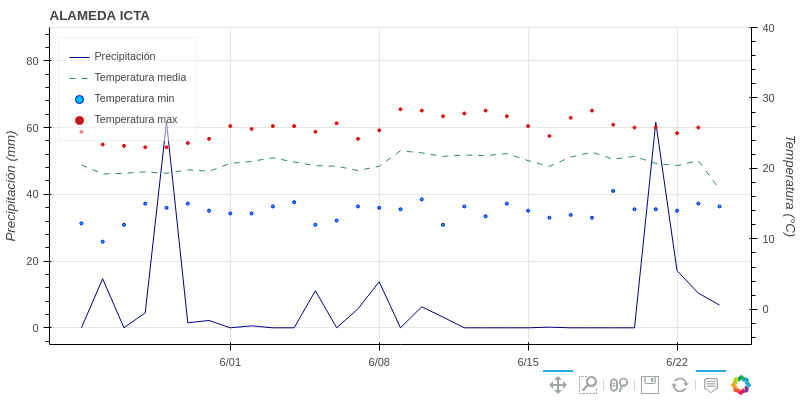 ALAMEDA ICTA
Precipitación
Temperatura media
Temperatura min
Temperatura max
Precipitación (mm)
80
60
40
20
0
Temperatura (°C)
40
30
20
10
0
6/01
6/08
6/15
6/22